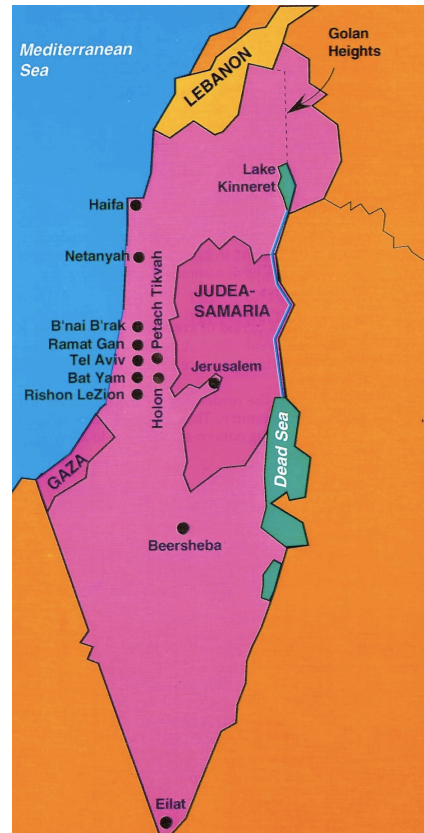 Mediterranean
Sea
LEBANON
Golan
Heights
Lake
Kinneret
Haifa
Netanyah
Petach Tikvah
JUDEA-
SAMARIA
B'nai B'rak
Ramat Gan
Tel Aviv
Jerusalem
Bat Yam
Rishon LeZion
Holon
GAZA
Dead Sea
Beersheba
Eilat